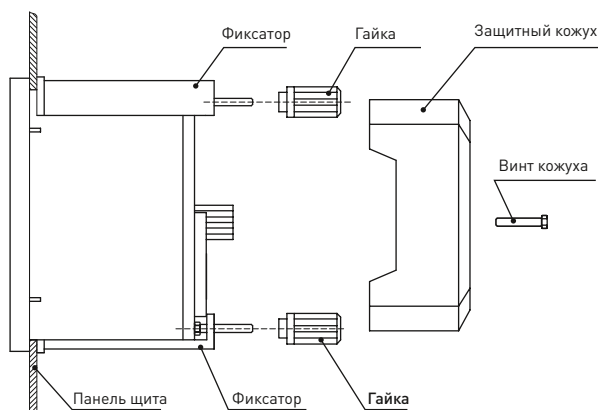 Фиксатор
Гайка
Защитный кожух
Винт кожуха
Панель щита
Фиксатор
Гайка